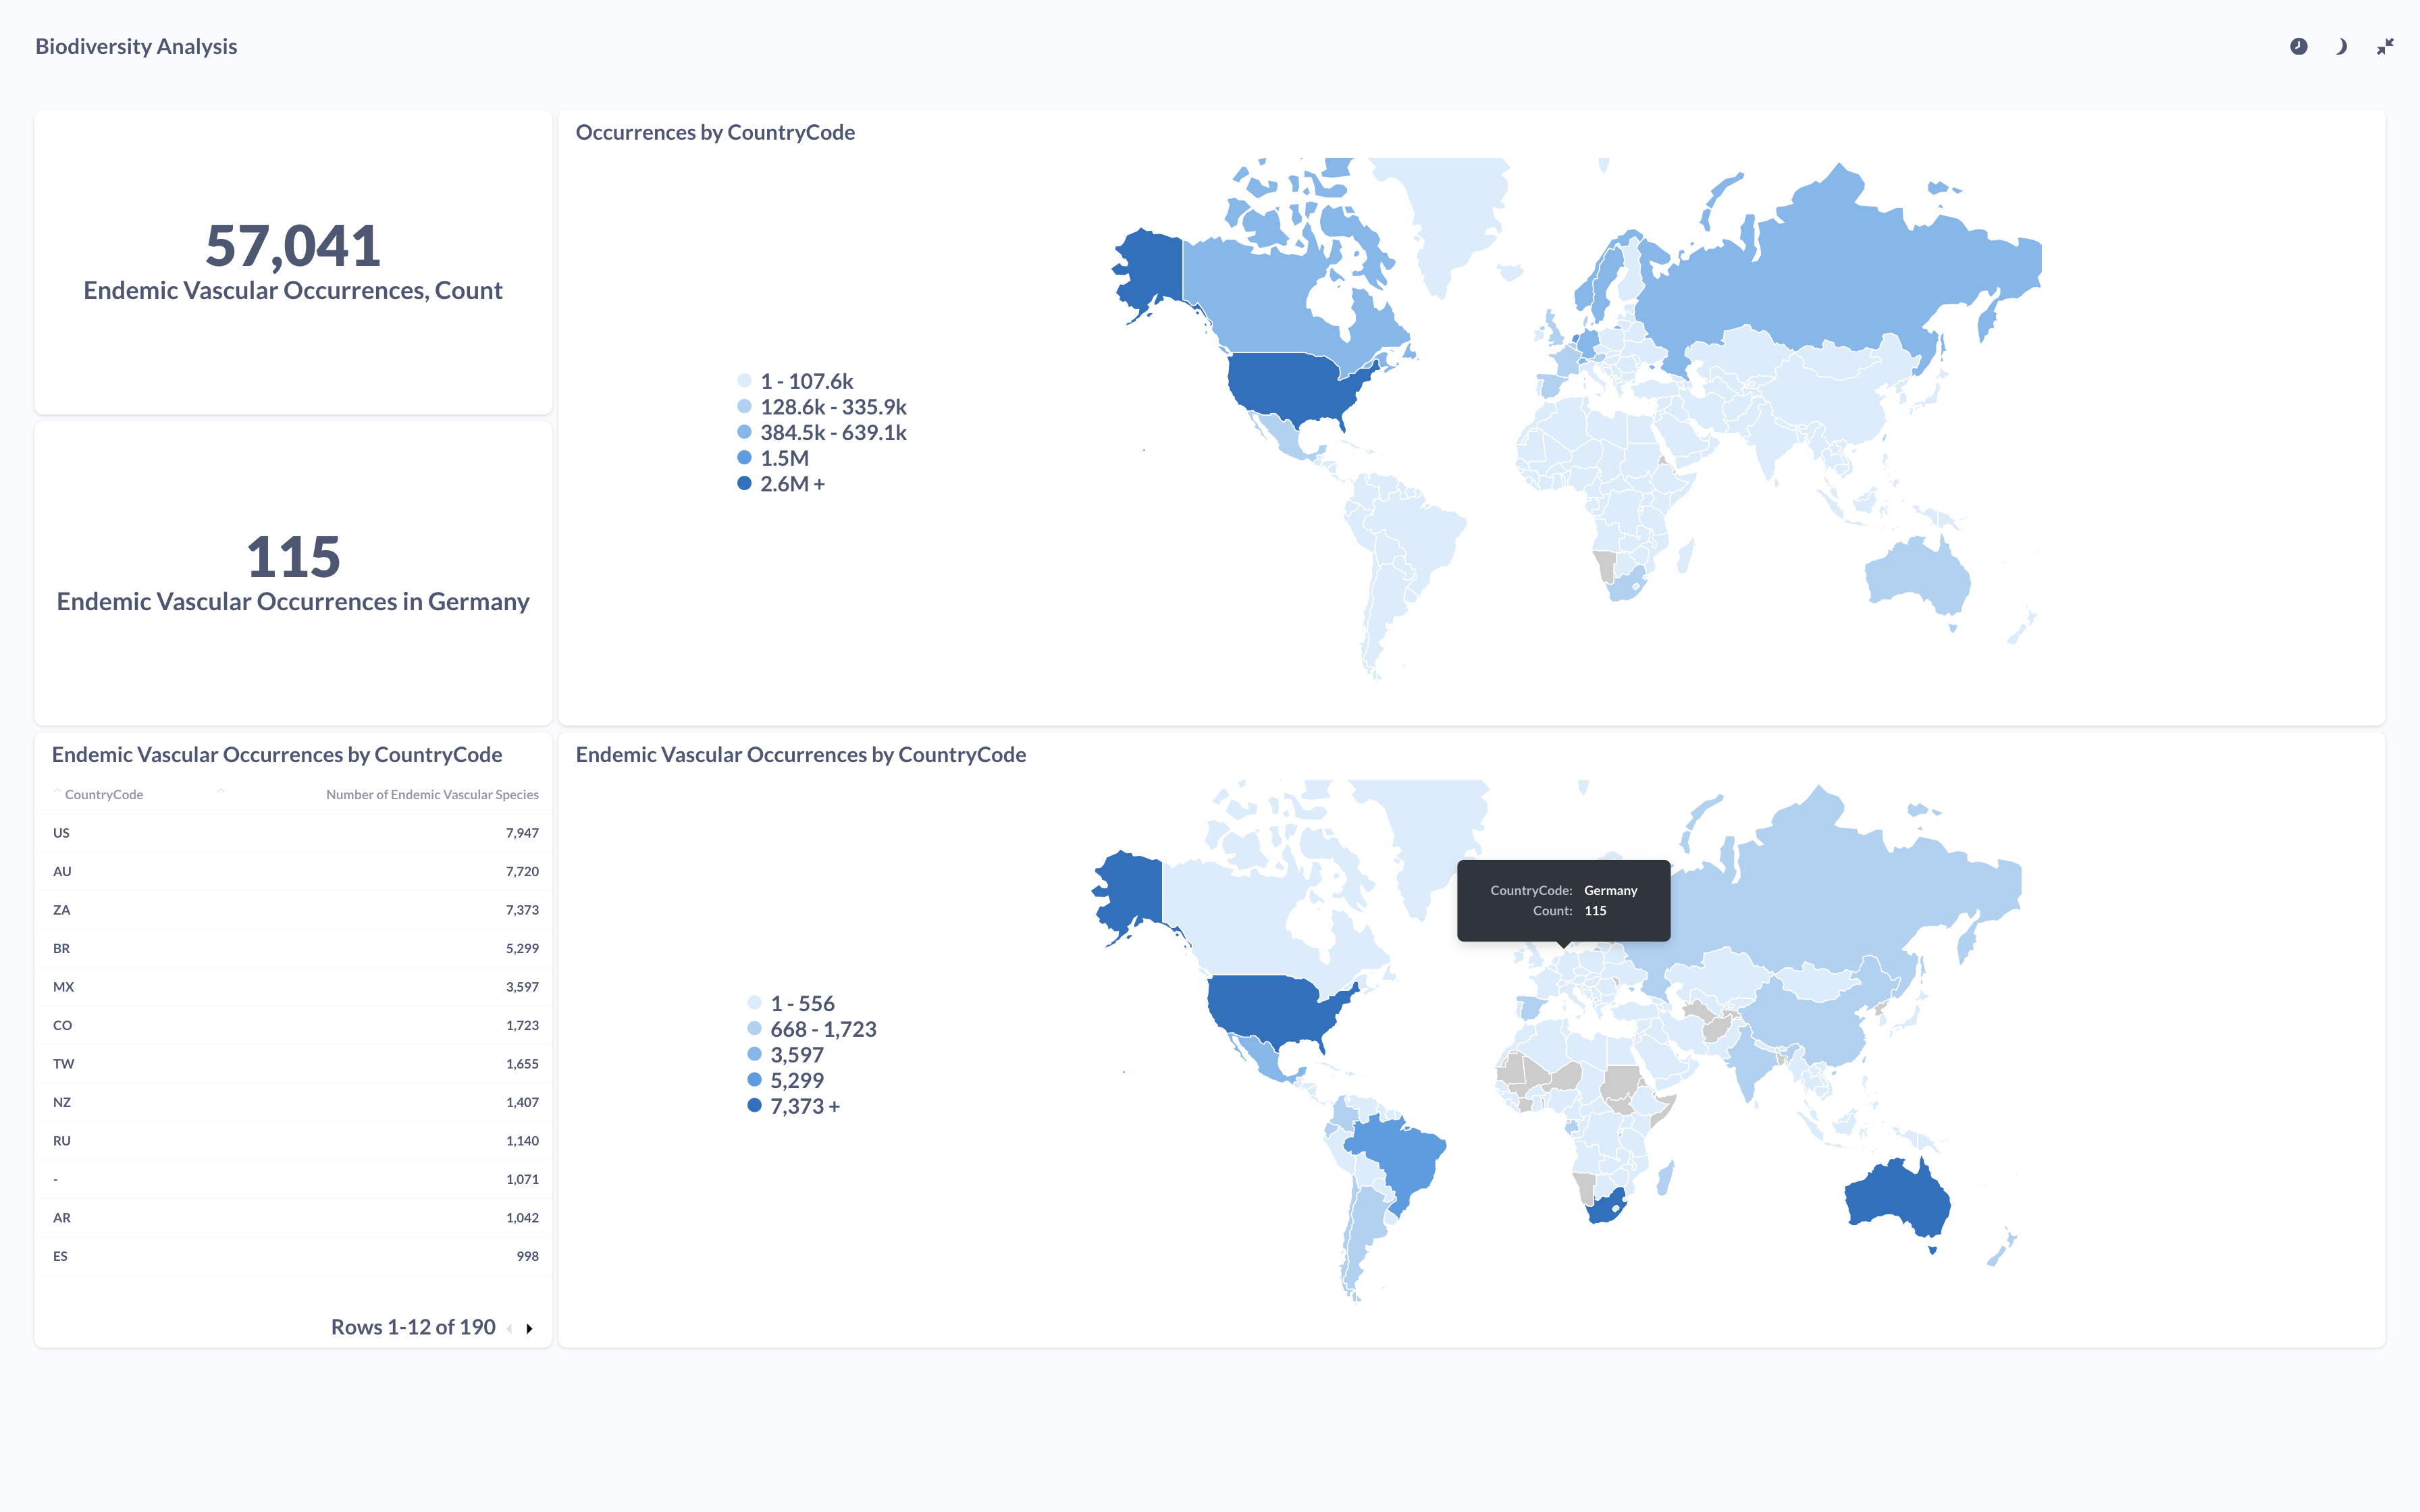 Biodiversity Analysis
57,041
Endemic Vascular Occurrences, Count
115
Endemic Vascular Occurrences in Germany
Occurrences by CountryCode
1 - 107.6k
128.6k - 335.9k
384.5k - 639.1k
1.5M
2.6M +
Endemic Vascular Occurrences by CountryCode
CountryCode Number of Endemic Vascular Species
US 7,947
AU 7,720
ZA 7,373
BR 5,299
MX 3,597
CO 1,723
TW 1,655
NZ 1,407
RU 1,140
- 1,071
AR 1,042
ES 998
Rows 1-12 of 190
Endemic Vascular Occurrences by CountryCode
1 - 556
668 - 1,723
3,597
5,299
7,373 +
CountryCode: Germany
Count: 115